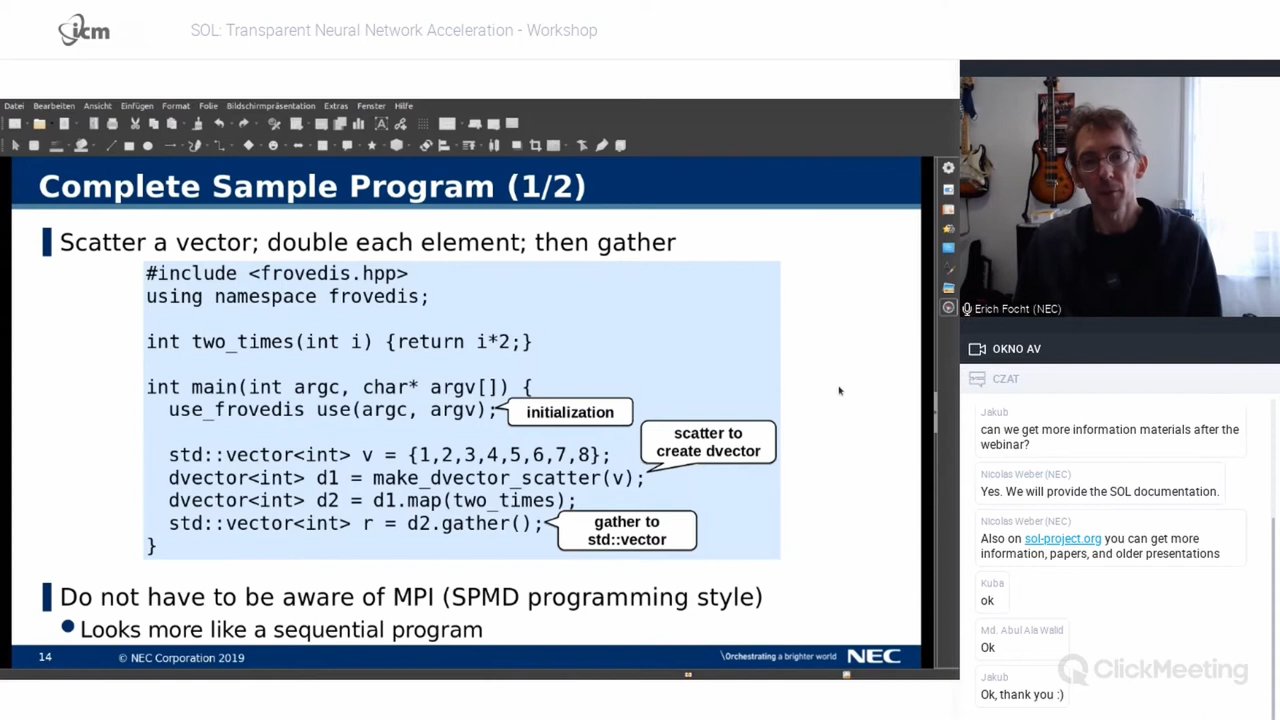 icm
SOL: Transparent Neural Network Acceleration - Workshop
Datei Bearbeiten Ansicht Einfügen Format Folie Bildschirmpräsentation Extras Fenster Hilfe
Complete Sample Program (1/2)
Scatter a vector; double each element; then gather
#include <frovedis.hpp>
using namespace frovedis;
int two_times(int i) {return i*2;}
int main(int argc, char* argv[]) {
use_frovedis use(argc, argv);
initialization
scatter to
create dvector
std::vector<int> v = {1,2,3,4,5,6,7,8};
dvector<int> d1 = make_dvector_scatter(v);
dvector<int> d2 = d1.map(two_times);
std::vector<int> r = d2.gather();
gather to
std::vector
}
Do not have to be aware of MPI (SPMD programming style)
Looks more like a sequential program
14 © NEC Corporation 2019
\Orchestrating a brighter world NEC
Erich Focht (NEC)
OKNO AV
CZAT
Jakub
can we get more information materials after the
webinar?
Nicolas Weber (NEC)
Yes. We will provide the SOL documentation.
Nicolas Weber (NEC)
Also on sol-project.org you can get more
information, papers, and older presentations
Kuba
ok
Md. Abul Ala Walid
Ok
Jakub
Ok, thank you :)
ClickMeeting